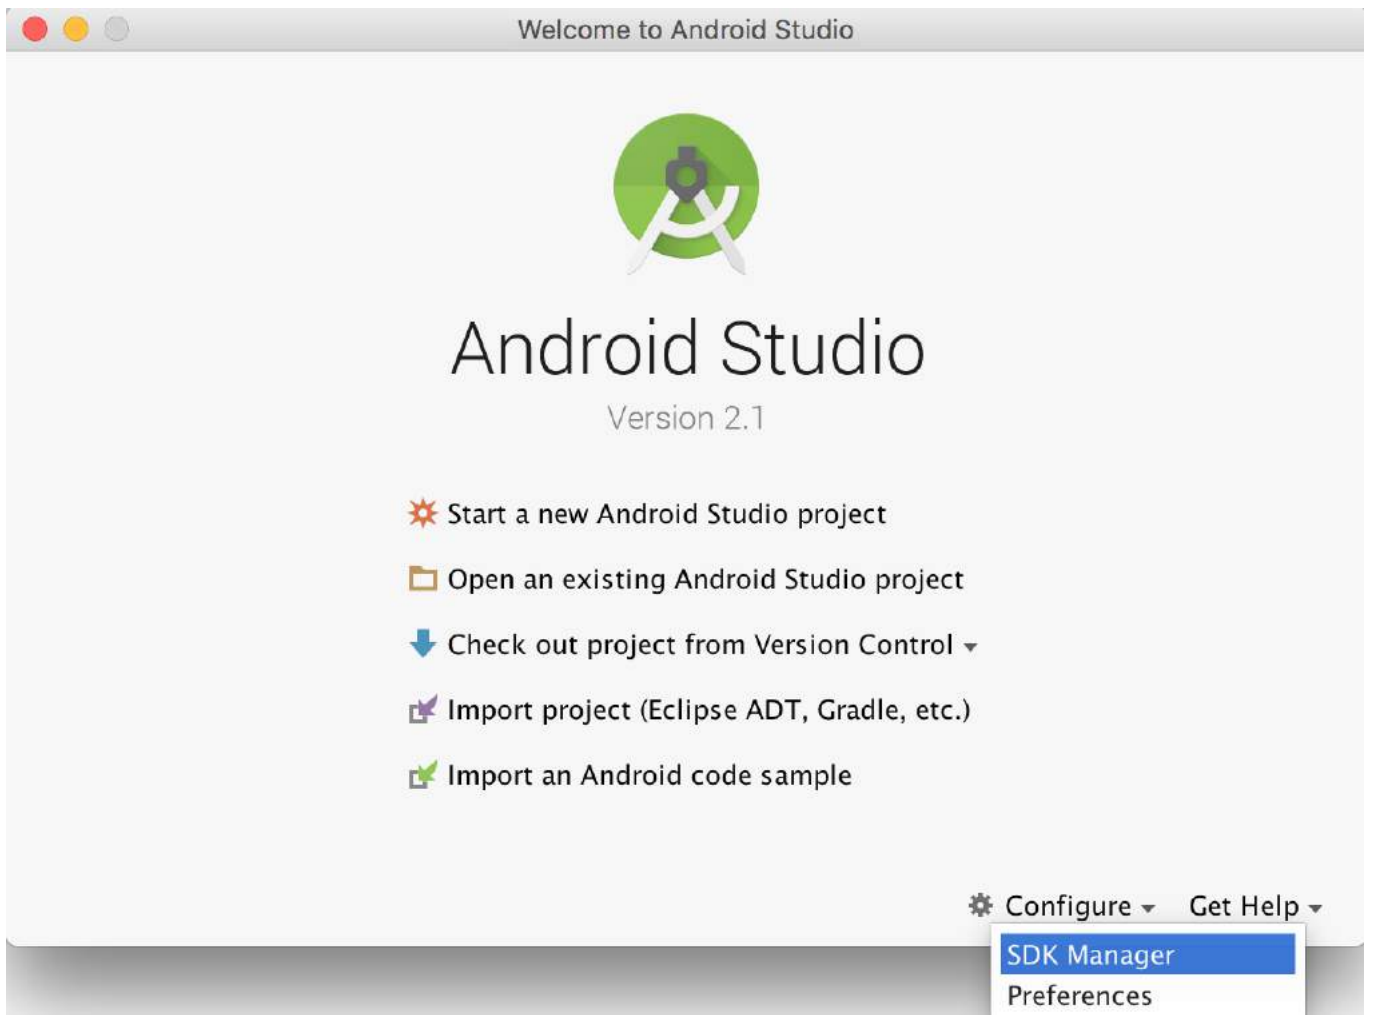 Welcome to Android Studio
Android Studio
Version 2.1
Start a new Android Studio project
Open an existing Android Studio project
Check out project from Version Control
Import project (Eclipse ADT, Gradle, etc.)
Import an Android code sample
Configure Get Help
SDK Manager
Preferences